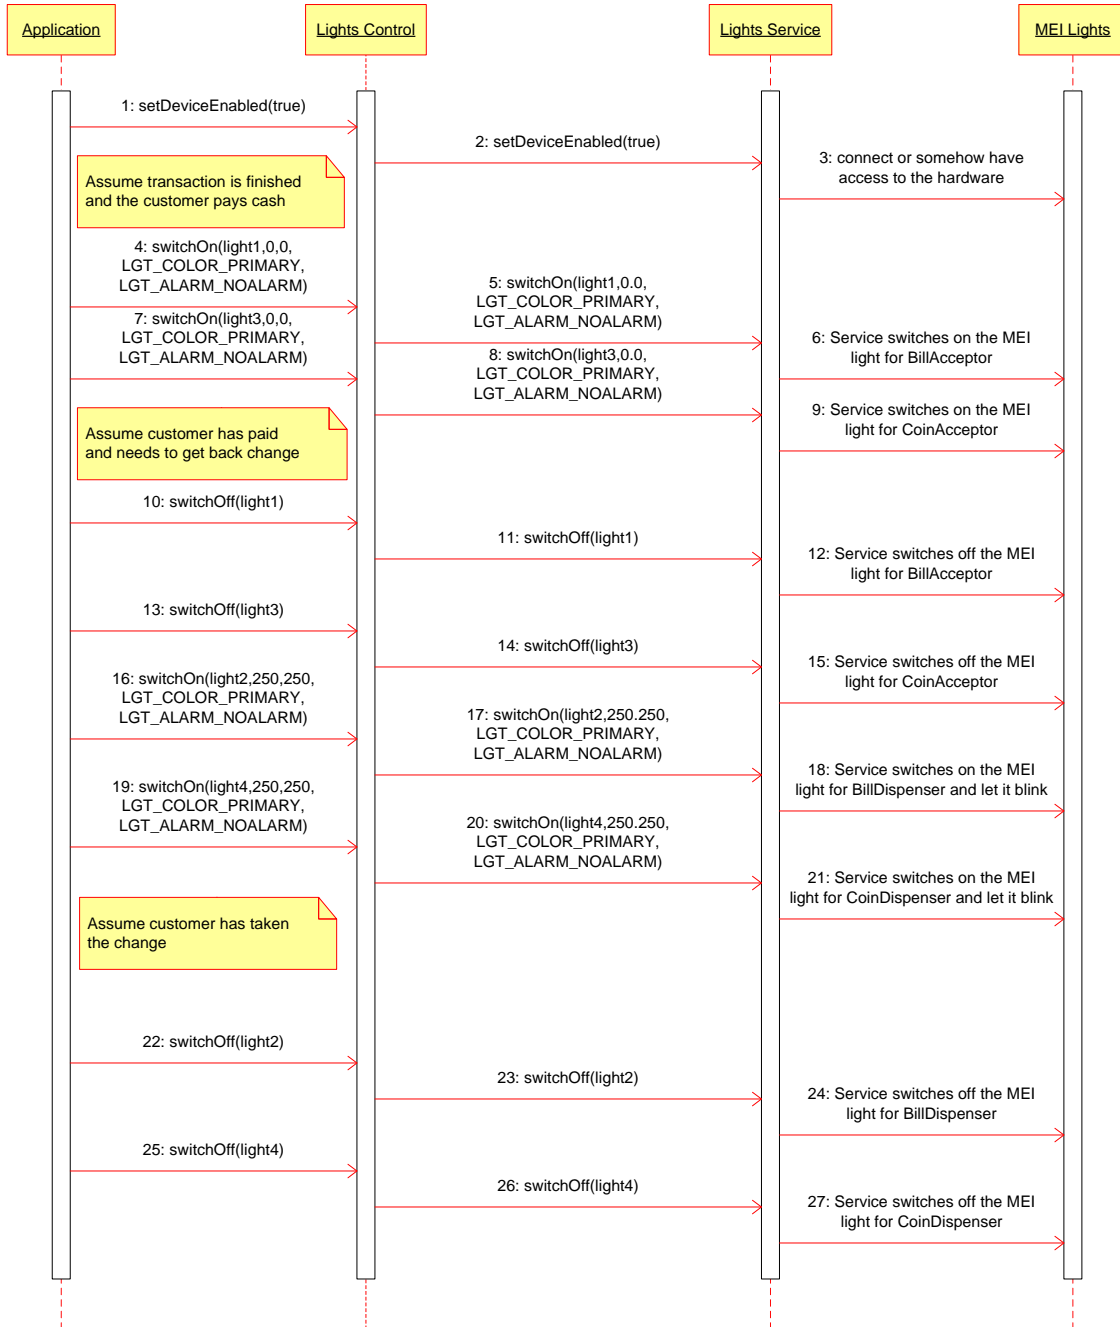 Application
Lights Control
Lights Service
MEI Lights
1: setDeviceEnabled(true)
2: setDeviceEnabled(true)
3: connect or somehow have
access to the hardware
Assume transaction is finished
and the customer pays cash
4: switchOn(light1,0,0,
LGT_COLOR_PRIMARY,
LGT_ALARM_NOALARM)
5: switchOn(light1,0.0,
LGT_COLOR_PRIMARY,
LGT_ALARM_NOALARM)
6: Service switches on the MEI
light for BillAcceptor
7: switchOn(light3,0,0,
LGT_COLOR_PRIMARY,
LGT_ALARM_NOALARM)
8: switchOn(light3,0.0,
LGT_COLOR_PRIMARY,
LGT_ALARM_NOALARM)
9: Service switches on the MEI
light for CoinAcceptor
Assume customer has paid
and needs to get back change
10: switchOff(light1)
11: switchOff(light1)
12: Service switches off the MEI
light for BillAcceptor
13: switchOff(light3)
14: switchOff(light3)
15: Service switches off the MEI
light for CoinAcceptor
16: switchOn(light2,250,250,
LGT_COLOR_PRIMARY,
LGT_ALARM_NOALARM)
17: switchOn(light2,250.250,
LGT_COLOR_PRIMARY,
LGT_ALARM_NOALARM)
18: Service switches on the MEI
light for BillDispenser and let it blink
19: switchOn(light4,250,250,
LGT_COLOR_PRIMARY,
LGT_ALARM_NOALARM)
20: switchOn(light4,250.250,
LGT_COLOR_PRIMARY,
LGT_ALARM_NOALARM)
21: Service switches on the MEI
light for CoinDispenser and let it blink
Assume customer has taken
the change
22: switchOff(light2)
23: switchOff(light2)
24: Service switches off the MEI
light for BillDispenser
25: switchOff(light4)
26: switchOff(light4)
27: Service switches off the MEI
light for CoinDispenser